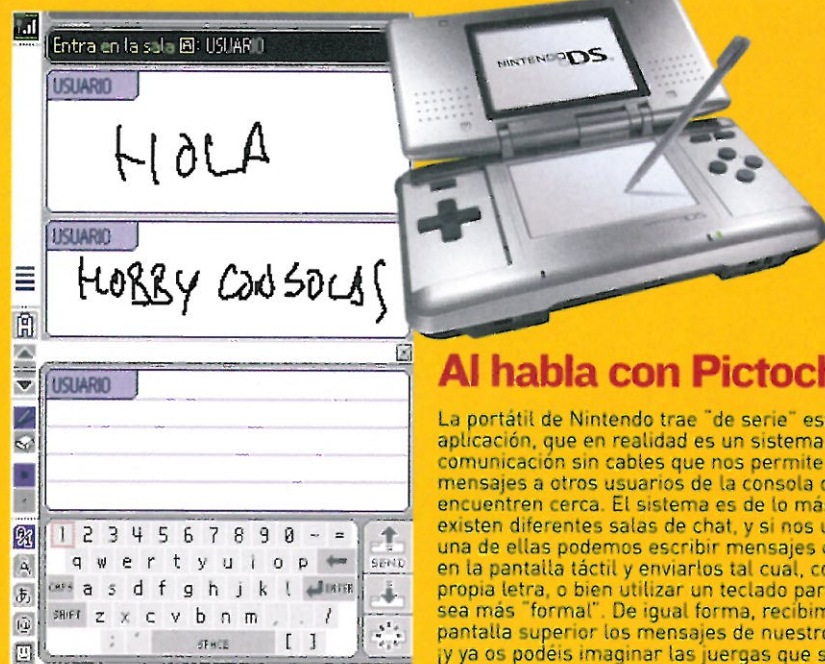 Entra en la sala A: USUARIO
USUARIO
HOLA
USUARIO
HOBBY CONSOLAS
USUARIO
1 2 3 4 5 6 7 8 9 0 - =
q w e r t y u i o p
CAPS a s d f g h j k l ENTER
SHIFT z x c v b n m , . /
; ' SPACE [ ]
SEND
NINTENDO DS
Al habla con Pictoch
La portátil de Nintendo trae "de serie" es
aplicación, que en realidad es un sistema
comunicación sin cables que nos permite
mensajes a otros usuarios de la consola
encuentren cerca. El sistema es de lo más
existen diferentes salas de chat, y si nos
una de ellas podemos escribir mensajes
en la pantalla táctil y enviarlos tal cual,
propia letra, o bien utilizar un teclado par
sea más "formal". De igual forma, recibim
pantalla superior los mensajes de nuestro
¡y ya os podéis imaginar las juergas que s